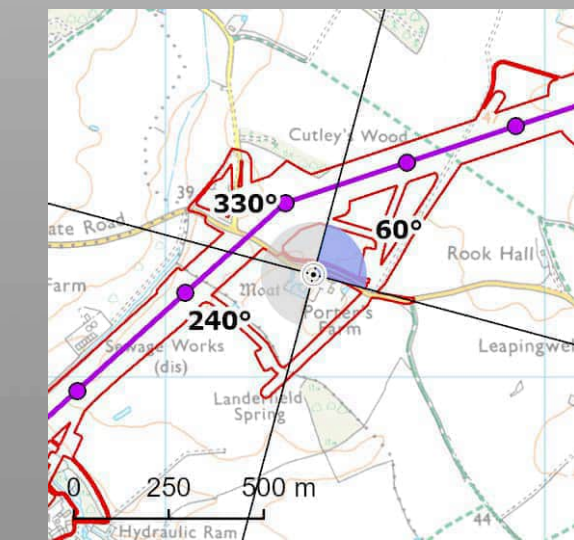 Cutley's Wood
39
330°
60°
ate Road
Rook Hall
Farm
Moat
Porter's
Farm
240°
Sewage Works
(dis)
Leapingwe
Landerfield
Spring
0 250 500 m
44
Hydraulic Ram